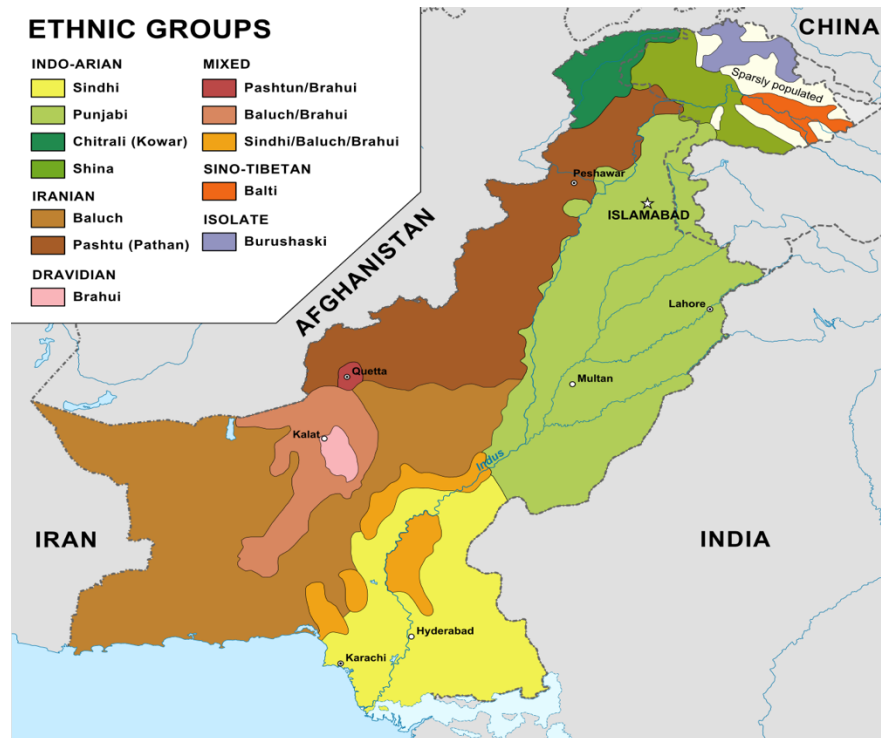 ETHNIC GROUPS
INDO-ARIAN
Sindhi
Punjabi
Chitrali (Kowar)
Shina
IRANIAN
Baluch
Pashtu (Pathan)
DRAVIDIAN
Brahui
MIXED
Pashtun/Brahui
Baluch/Brahui
Sindhi/Baluch/Brahui
SINO-TIBETAN
Balti
ISOLATE
Burushaski
CHINA
Sparsly populated
Peshawar
ISLAMABAD
AFGHANISTAN
Lahore
Quetta
Multan
Kalat
Indus
IRAN
INDIA
Hyderabad
Karachi